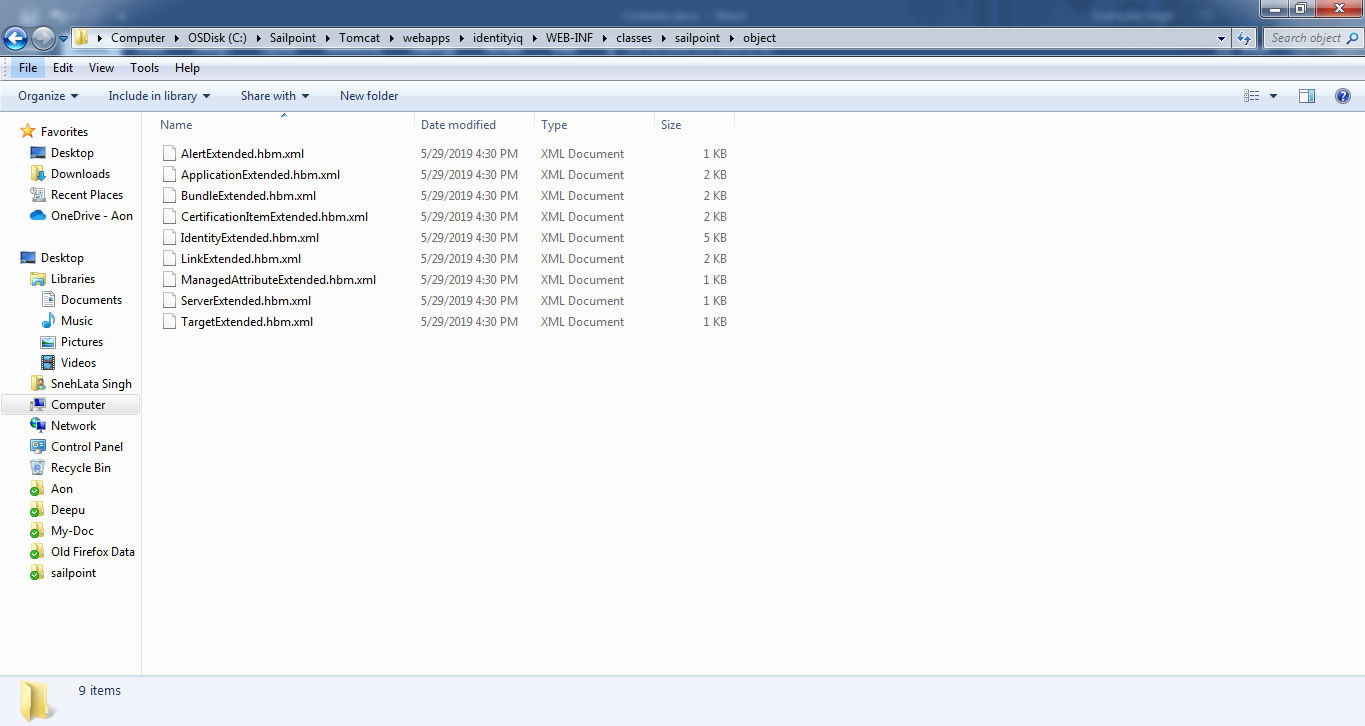 Computer OSDisk (C:) Sailpoint Tomcat webapps identityiq WEB-INF classes sailpoint object Search object
File Edit View Tools Help
Organize Include in library Share with New folder
Name Date modified Type Size
Favorites
Desktop
Downloads
Recent Places
OneDrive - Aon
Desktop
Libraries
Documents
Music
Pictures
Videos
SnehLata Singh
Computer
Network
Control Panel
Recycle Bin
Aon
Deepu
My-Doc
Old Firefox Data
sailpoint
AlertExtended.hbm.xml 5/29/2019 4:30 PM XML Document 1 KB
ApplicationExtended.hbm.xml 5/29/2019 4:30 PM XML Document 2 KB
BundleExtended.hbm.xml 5/29/2019 4:30 PM XML Document 2 KB
CertificationItemExtended.hbm.xml 5/29/2019 4:30 PM XML Document 2 KB
IdentityExtended.hbm.xml 5/29/2019 4:30 PM XML Document 5 KB
LinkExtended.hbm.xml 5/29/2019 4:30 PM XML Document 2 KB
ManagedAttributeExtended.hbm.xml 5/29/2019 4:30 PM XML Document 1 KB
ServerExtended.hbm.xml 5/29/2019 4:30 PM XML Document 1 KB
TargetExtended.hbm.xml 5/29/2019 4:30 PM XML Document 1 KB
9 items